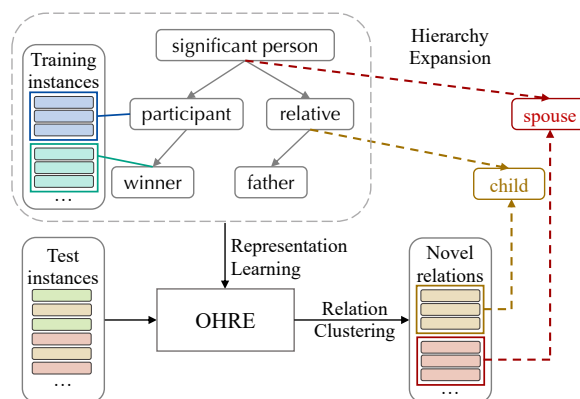 significant person
Hierarchy
Expansion
Training
instances
participant
relative
spouse
winner
father
child
...
Test
instances
Representation
Learning
Novel
relations
OHRE
Relation
Clustering
...
...